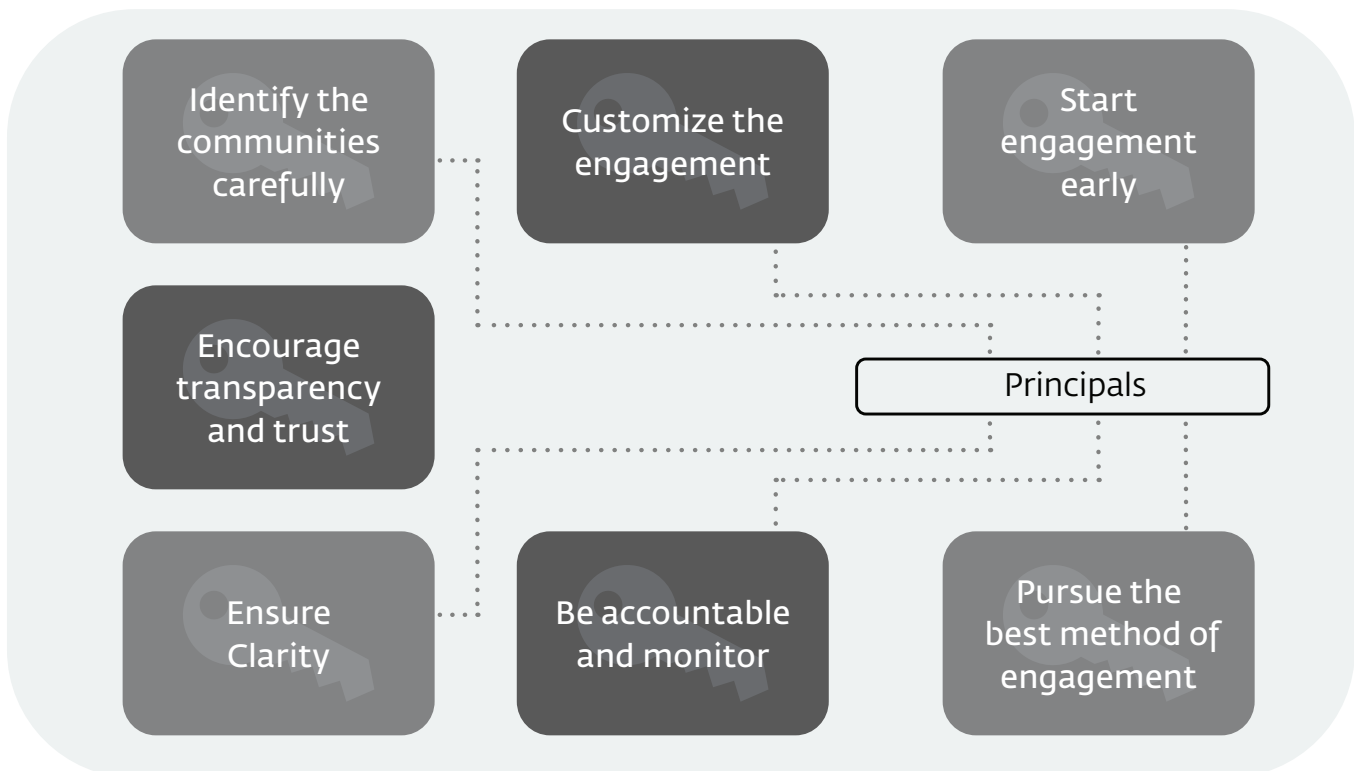 Identify the
communities
carefully
Customize the
engagement
Start
engagement
early
Encourage
transparency
and trust
Principals
Ensure
Clarity
Be accountable
and monitor
Pursue the
best method of
engagement